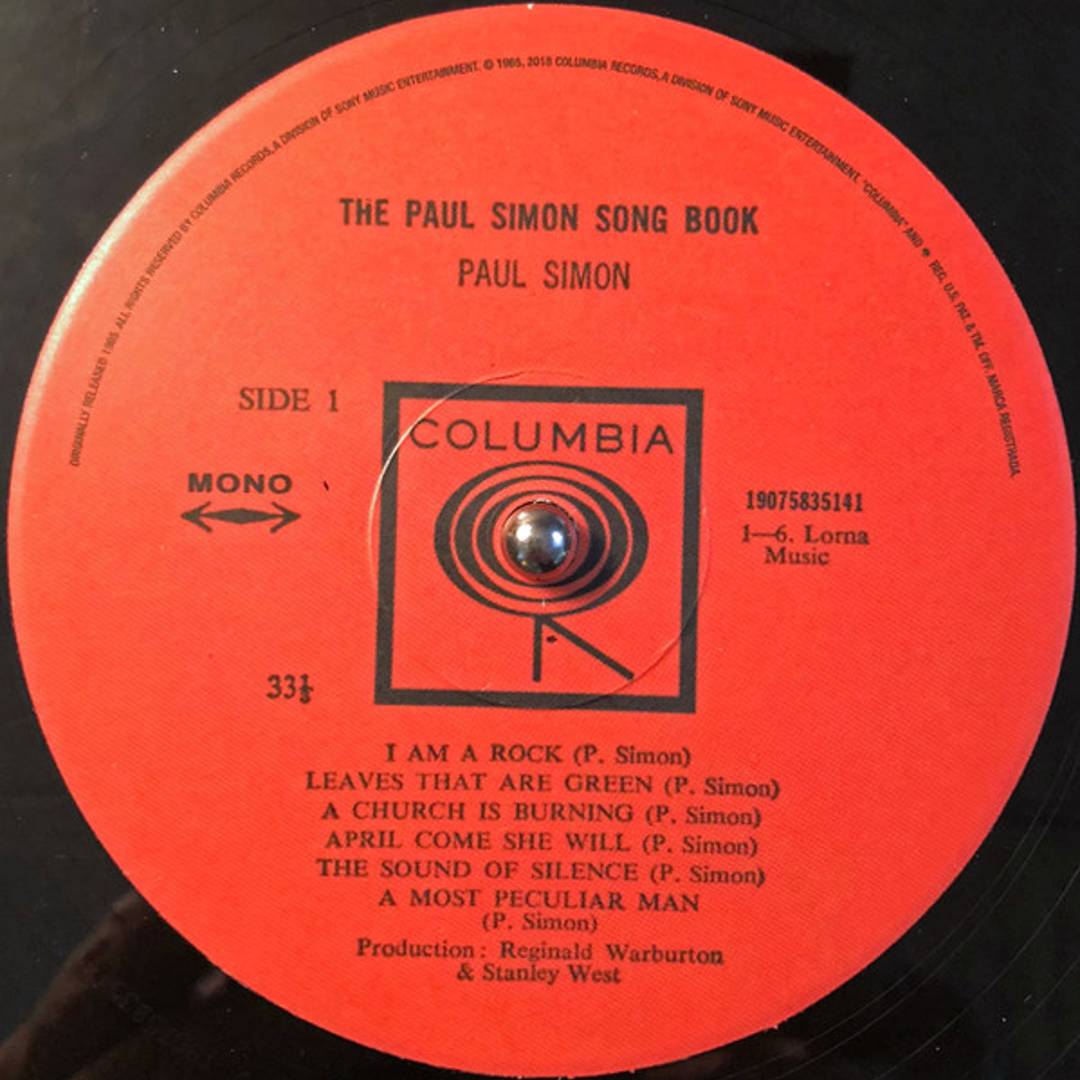 ORIGINALLY RELEASED 1965. ALL RIGHTS RESERVED BY COLUMBIA RECORDS, A DIVISION OF SONY MUSIC ENTERTAINMENT. © 1965, 2018 COLUMBIA RECORDS, A DIVISION OF SONY MUSIC ENTERTAINMENT. "COLUMBIA" AND REG. U.S. PAT. & TM. OFF. MARCA REGISTRADA.
THE PAUL SIMON SONG BOOK
PAUL SIMON
SIDE 1
COLUMBIA
MONO
19075835141
1—6. Lorna
Music
33⅓
I AM A ROCK (P. Simon)
LEAVES THAT ARE GREEN (P. Simon)
A CHURCH IS BURNING (P. Simon)
APRIL COME SHE WILL (P. Simon)
THE SOUND OF SILENCE (P. Simon)
A MOST PECULIAR MAN
(P. Simon)
Production: Reginald Warburton
& Stanley West